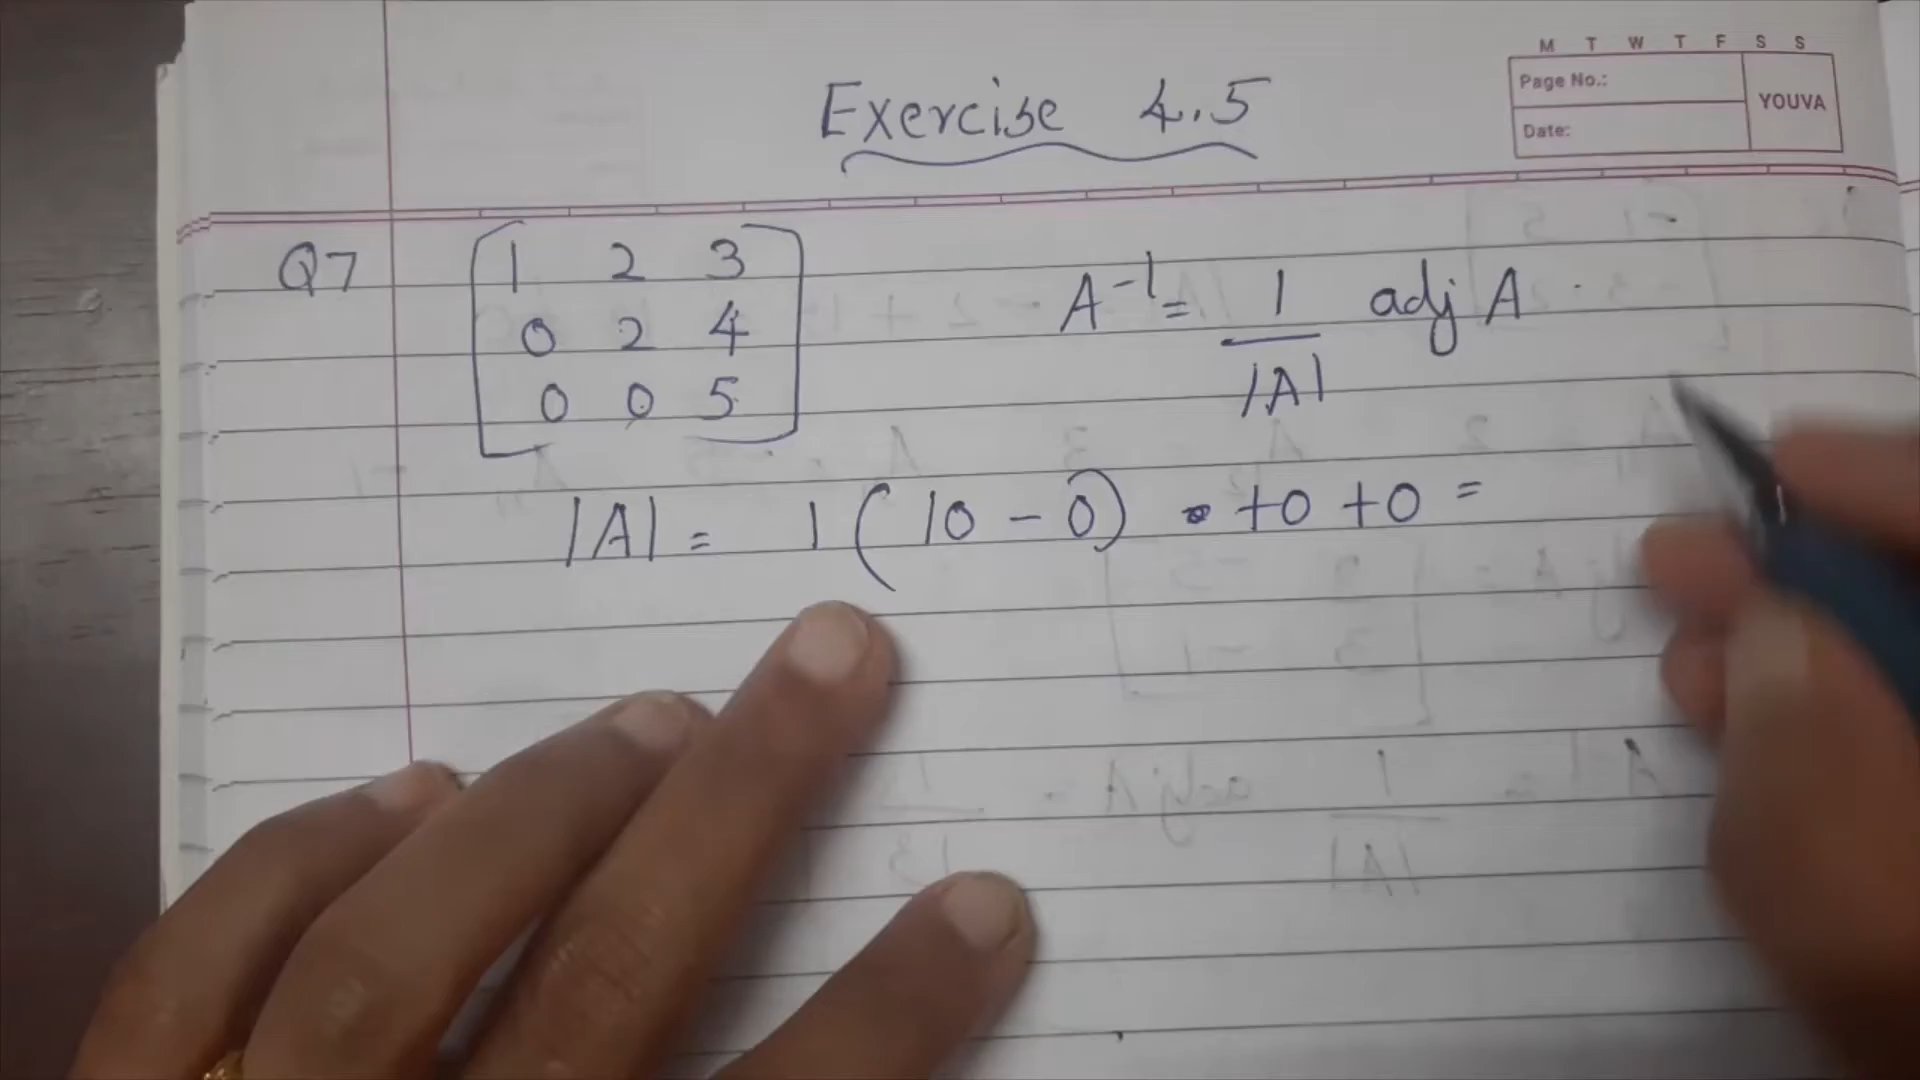 M T W T F S S
Page No.:
YOUVA
Date:
Exercise 4.5
Q7
1 2 3
0 2 4
0 0 5
A⁻¹ = 1/|A| adj A
|A| = 1 ( 10 - 0 ) +0 +0 =